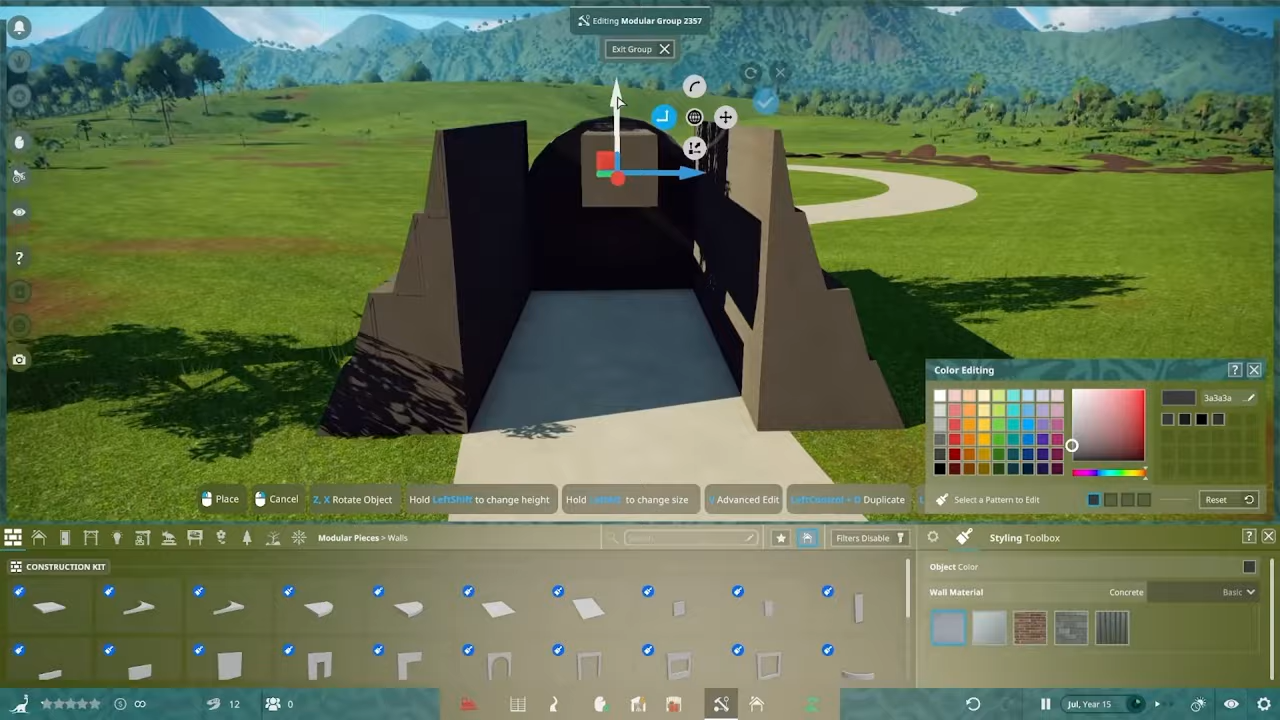 Editing Modular Group 2357
Exit Group
Color Editing
?
3a3a3a
Place
Cancel
Z, X Rotate Object
Hold LeftShift to change height
Hold to change size
Advanced Edit
LeftControl + D Duplicate
Select a Pattern to Edit
Reset
Modular Pieces > Walls
Search
Filters Disable
Styling Toolbox
?
CONSTRUCTION KIT
Object Color
Wall Material
Concrete
Basic
?
∞
12
0
Jul, Year 15